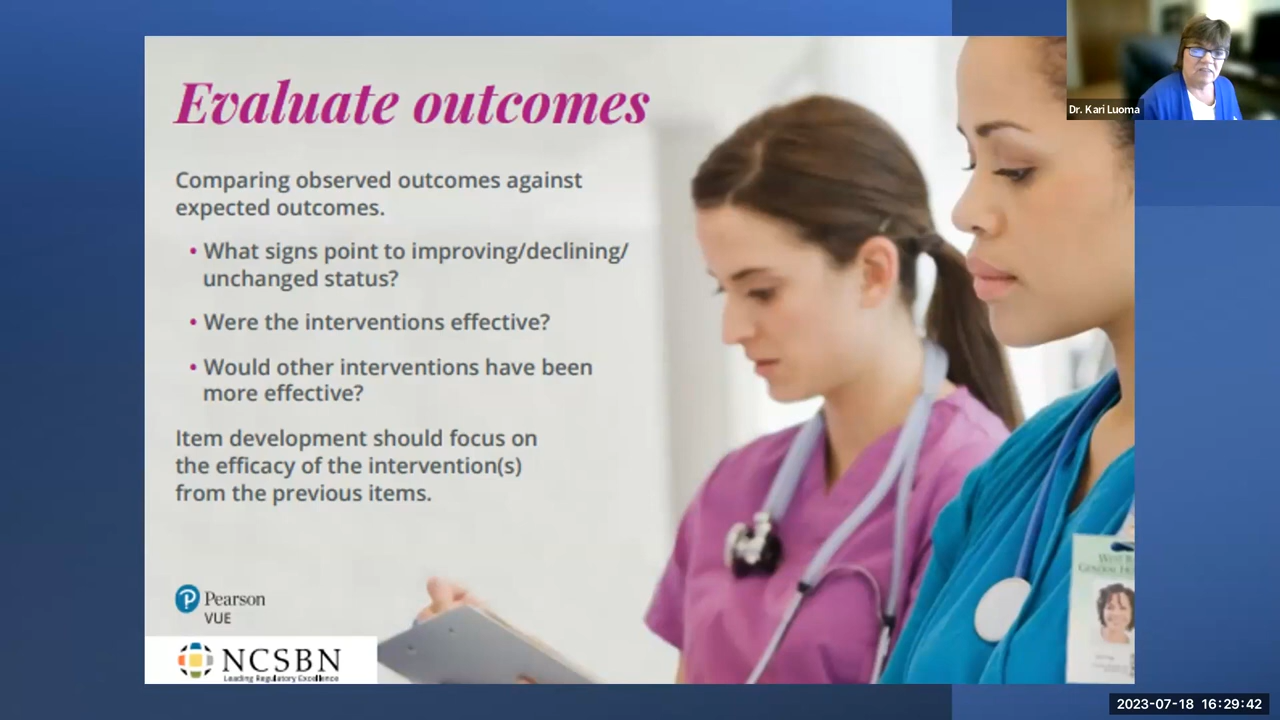 Evaluate outcomes
Comparing observed outcomes against
expected outcomes.
• What signs point to improving/declining/
unchanged status?
• Were the interventions effective?
• Would other interventions have been
more effective?
Item development should focus on
the efficacy of the intervention(s)
from the previous items.
Pearson
VUE
NCSBN
Leading Regulatory Excellence
Dr. Kari Luoma
2023-07-18 16:29:42